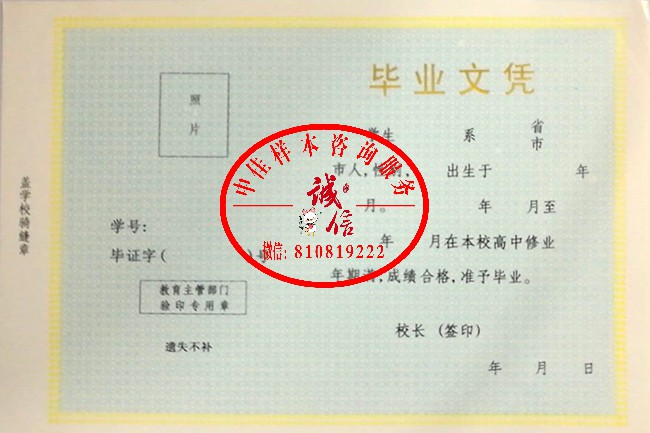 毕业文凭
照
片
学生 系 省
市
市人,性别, 出生于 年
月。 年 月至
年 月在本校高中修业
年期满,成绩合格,准予毕业。
校长 (签印)
年 月 日
盖学校骑缝章
学号:
毕证字( )号
教育主管部门
验印专用章
遗失不补
中佳样本咨询服务
诚信
微信: 810819222